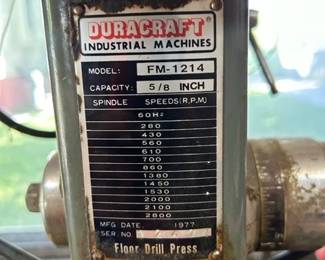 DURACRAFT®
INDUSTRIAL MACHINES
MODEL: FM-1214
CAPACITY: 5/8 INCH
SPINDLE SPEEDS(R.P.M)
60Hz
280
430
560
610
700
860
1380
1450
1530
2000
2100
2800
MFG DATE. 1977
SER NO.
Floor Drill Press